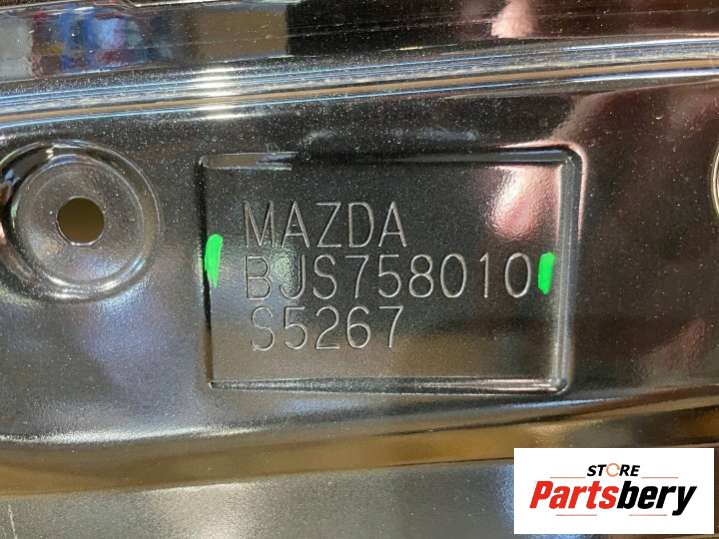 MAZDA
BJS758010
S5267
STORE
Partsbery